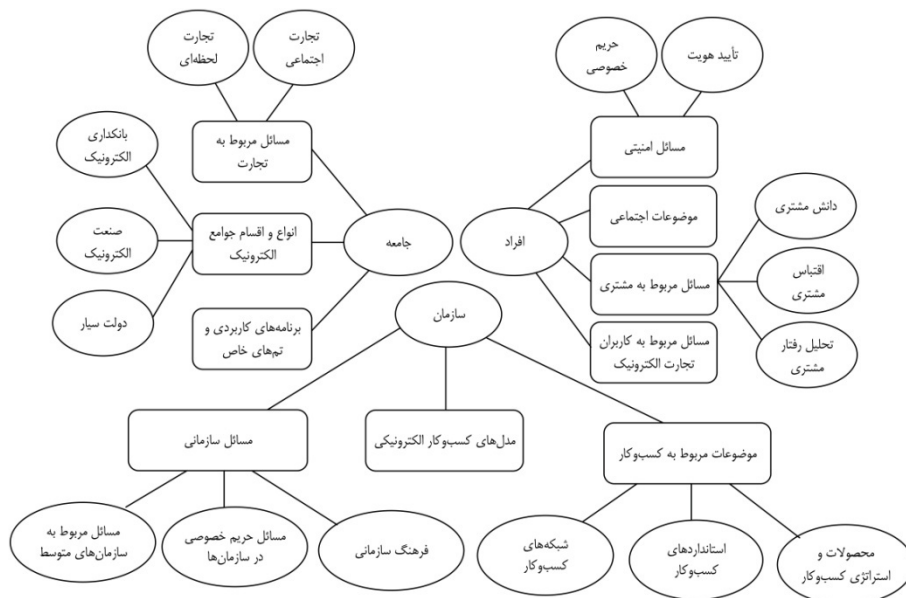 تأیید هویت
حریم
خصوصی
مسائل امنیتی
موضوعات اجتماعی
افراد
مسائل مربوط به مشتری
دانش مشتری
اقتباس
مشتری
تحلیل رفتار
مشتری
مسائل مربوط به کاربران
تجارت الکترونیک
تجارت
اجتماعی
تجارت
لحظه‌ای
مسائل مربوط به
تجارت
جامعه
انواع و اقسام جوامع
الکترونیک
بانکداری
الکترونیک
صنعت
الکترونیک
دولت سیار
برنامه‌های کاربردی و
تم‌های خاص
سازمان
موضوعات مربوط به کسب‌وکار
مدل‌های کسب‌وکار الکترونیکی
مسائل سازمانی
محصولات و
استراتژی کسب‌وکار
استانداردهای
کسب‌وکار
شبکه‌های
کسب‌وکار
فرهنگ سازمانی
مسائل حریم خصوصی
در سازمان‌ها
مسائل مربوط به
سازمان‌های متوسط